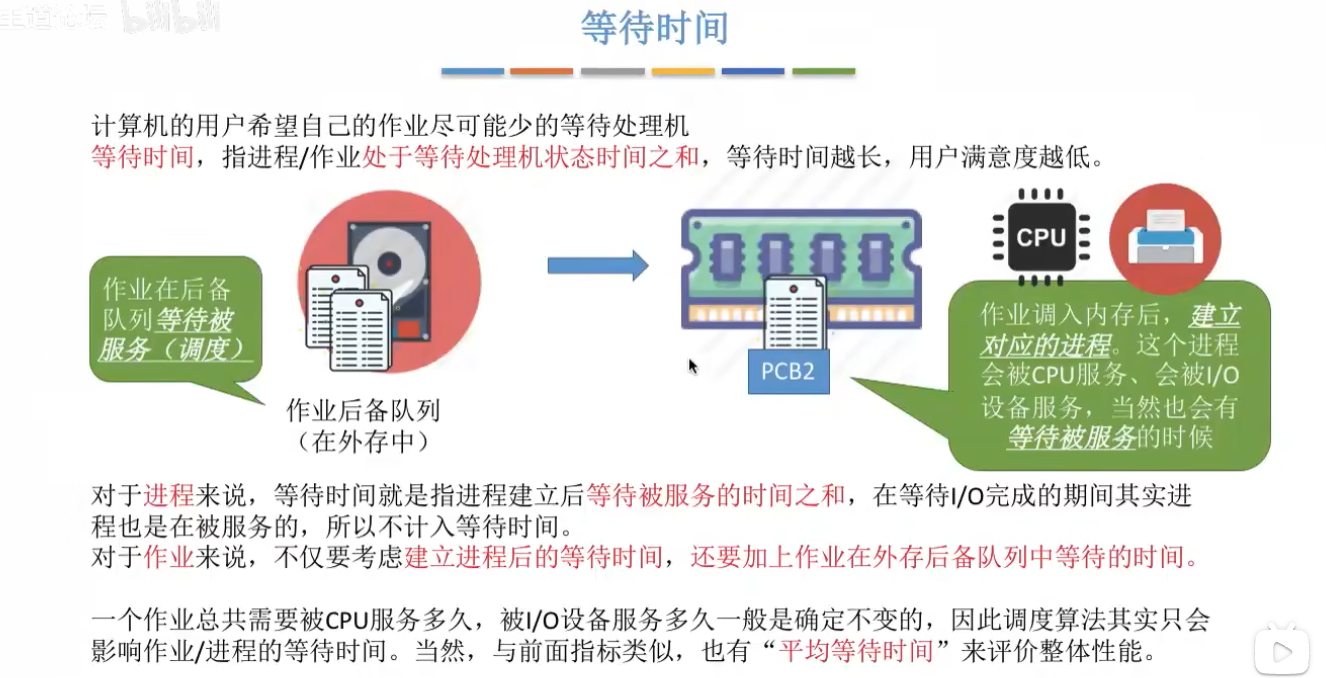 王道论坛 bilibili
等待时间
计算机的用户希望自己的作业尽可能少的等待处理机
等待时间，指进程/作业处于等待处理机状态时间之和，等待时间越长，用户满意度越低。
作业在后备
队列等待被
服务（调度）
作业后备队列
（在外存中）
PCB2
CPU
作业调入内存后，建立
对应的进程。这个进程
会被CPU服务、会被I/O
设备服务，当然也会有
等待被服务的时候
对于进程来说，等待时间就是指进程建立后等待被服务的时间之和，在等待I/O完成的期间其实进
程也是在被服务的，所以不计入等待时间。
对于作业来说，不仅要考虑建立进程后的等待时间，还要加上作业在外存后备队列中等待的时间。
一个作业总共需要被CPU服务多久，被I/O设备服务多久一般是确定不变的，因此调度算法其实只会
影响作业/进程的等待时间。当然，与前面指标类似，也有“平均等待时间”来评价整体性能。